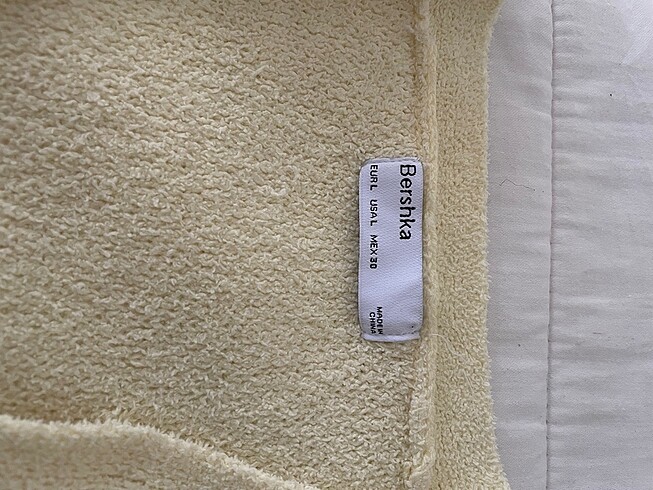 Bershka
EUR L USA L MEX 30
MADE IN
CHINA